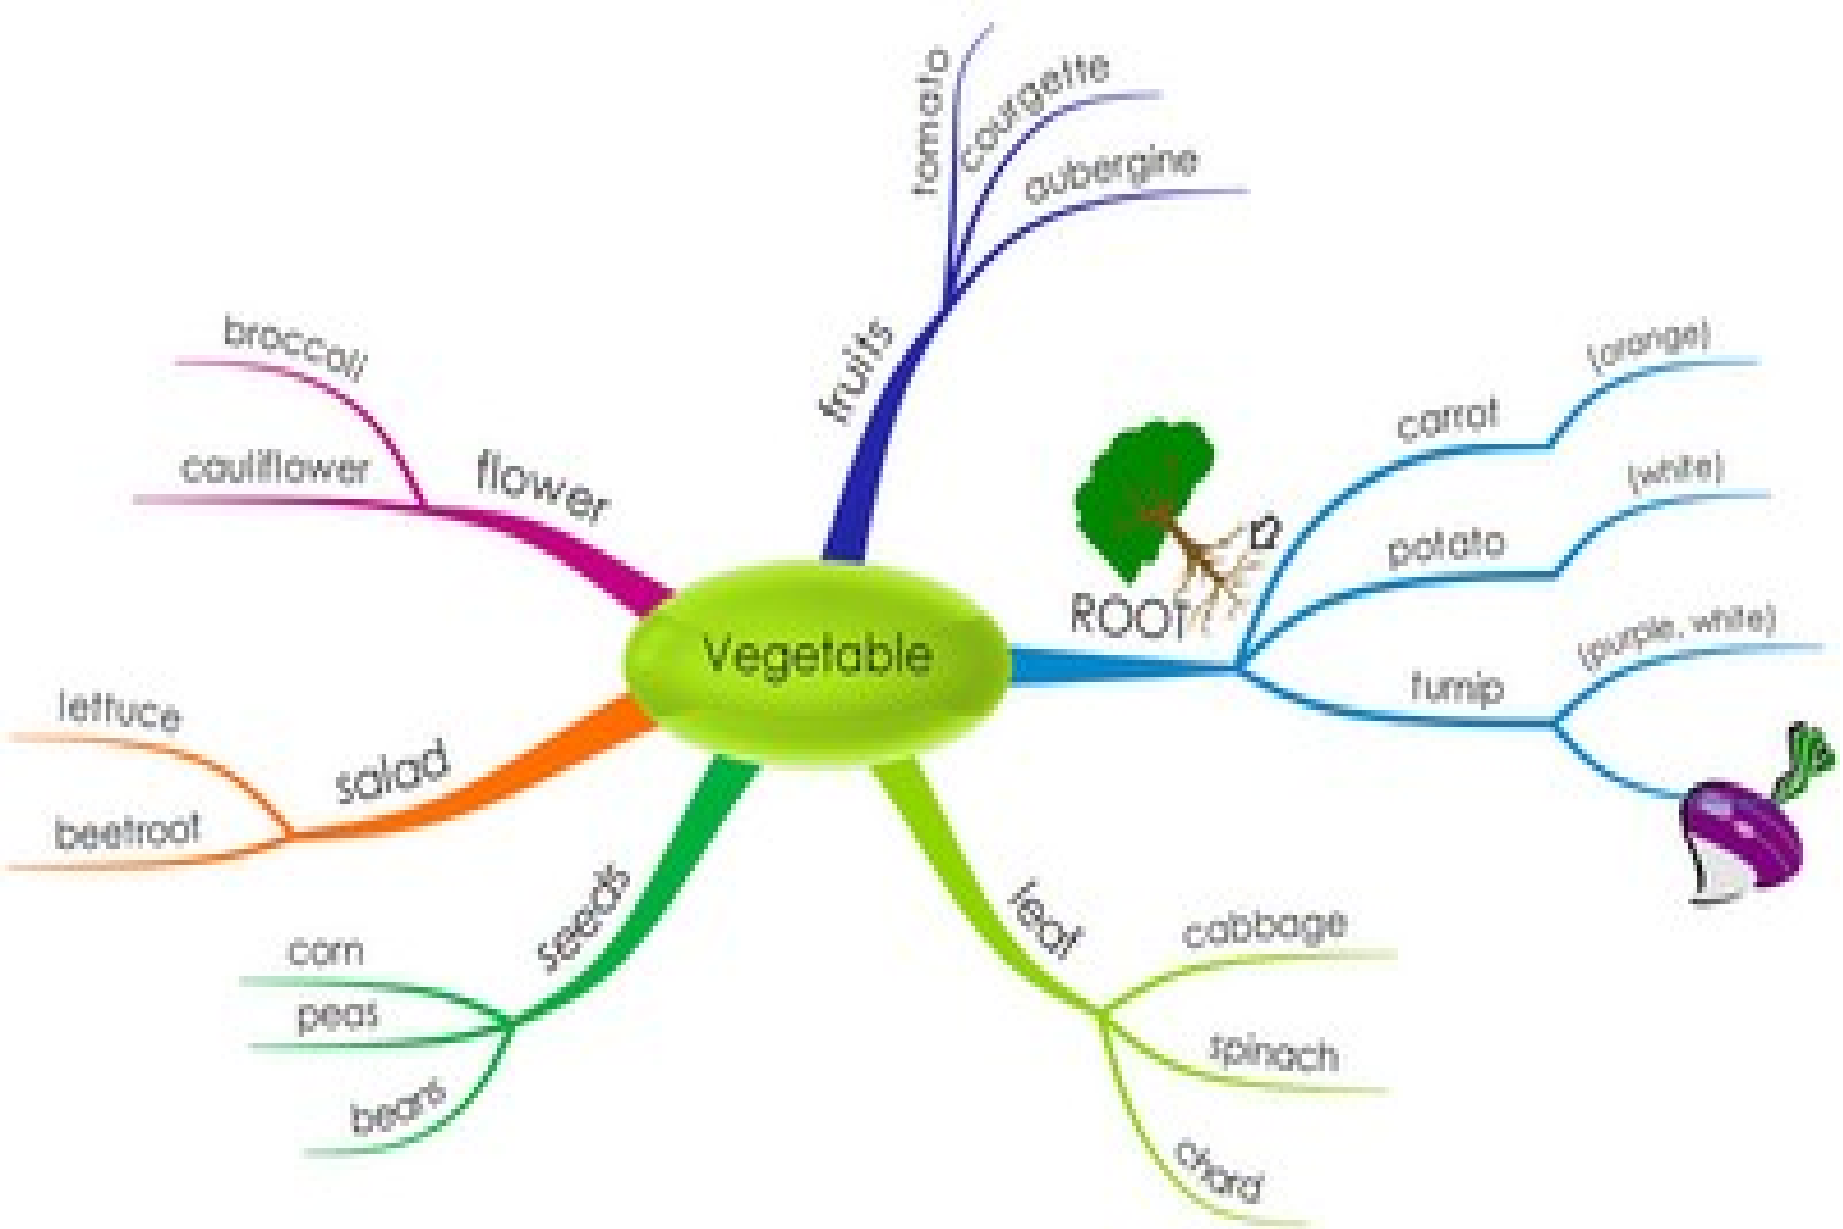 Vegetable
fruits
tomato
courgette
aubergine
ROOT
carrot
(orange)
potato
(white)
turnip
(purple, white)
leaf
cabbage
spinach
chard
seeds
corn
peas
beans
salad
lettuce
beetroot
flower
broccoli
cauliflower